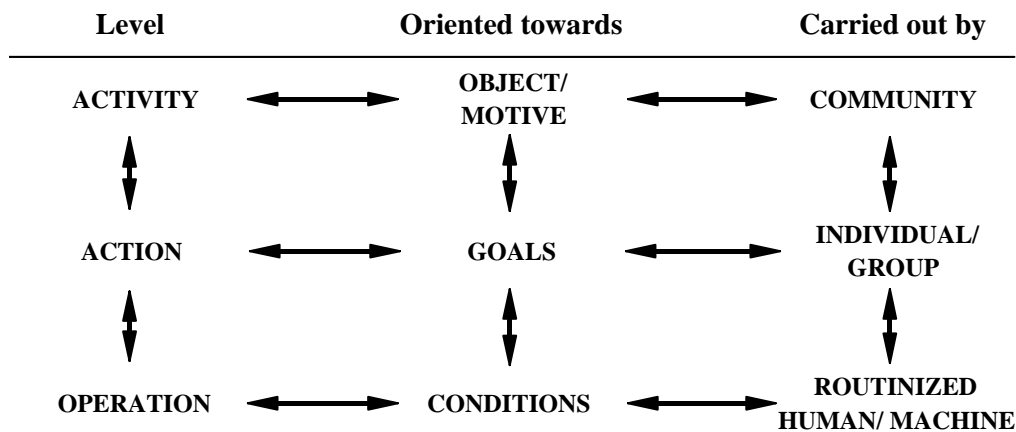 Level Oriented towards Carried out by
ACTIVITY OBJECT/ MOTIVE COMMUNITY
ACTION GOALS INDIVIDUAL/ GROUP
OPERATION CONDITIONS ROUTINIZED HUMAN/ MACHINE